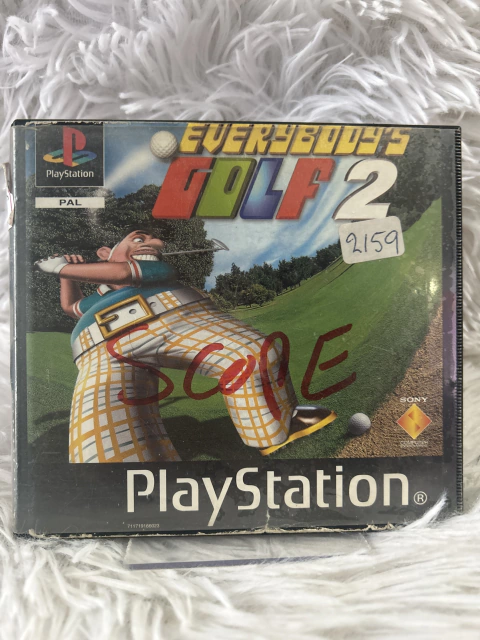 PlayStation
PAL
EVERYBODY'S
GOLF 2
2159
SCOPE
SONY
PlayStation®